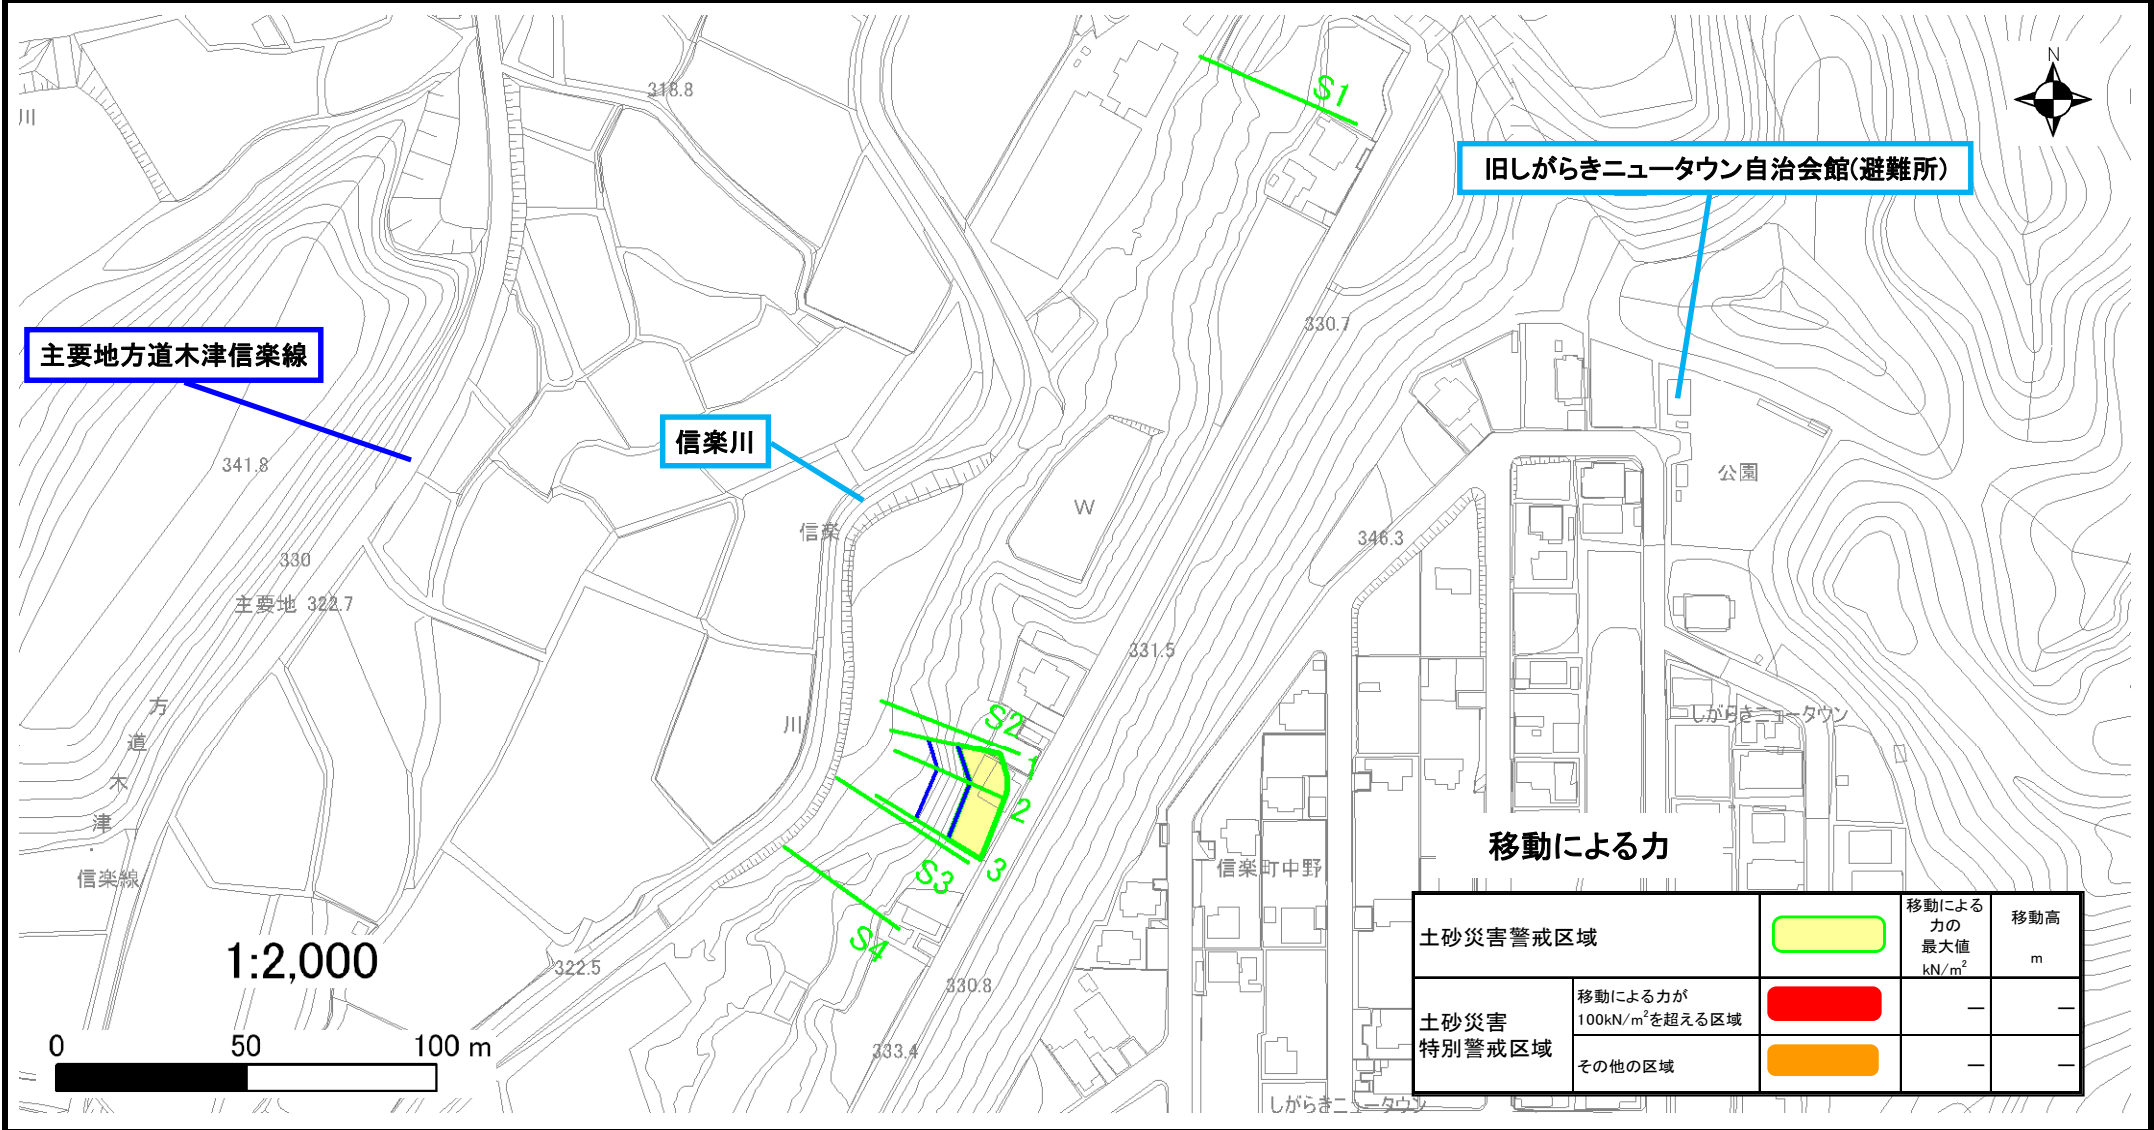 N
318.8
川
S1
旧しがらきニュータウン自治会館(避難所)
330.7
主要地方道木津信楽線
信楽川
341.8
公園
W
信楽
346.3
330
主要地 322.7
331.5
方
道
木
津
信楽線
川
S2
しがらきニュータウン
1
2
3
S3
S4
信楽町中野
322.5
330.8
333.4
しがらきニュータウン
1:2,000
0 50 100 m
移動による力
土砂災害警戒区域
移動による
力の
最大値
kN/m²
移動高
m
土砂災害
特別警戒区域
移動による力が
100kN/m²を超える区域
― ―
その他の区域
― ―